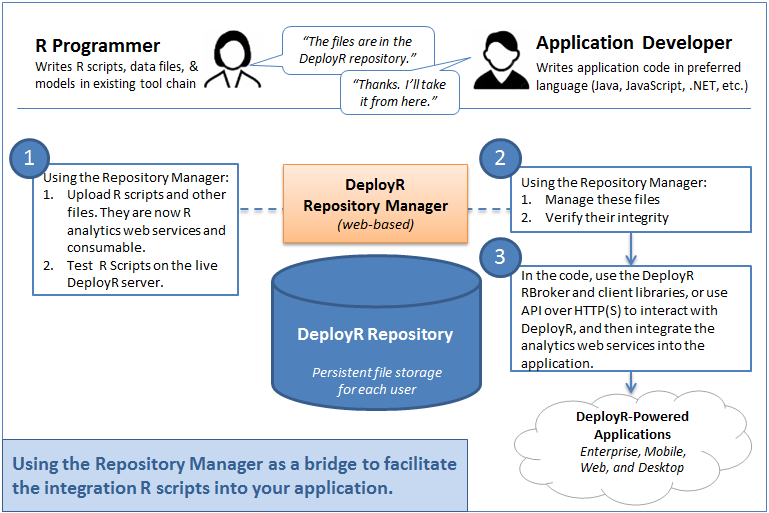 R Programmer
Writes R scripts, data files, &
models in existing tool chain
“The files are in the
DeployR repository.”
“Thanks. I’ll take
it from here.”
Application Developer
Writes application code in preferred
language (Java, JavaScript, .NET, etc.)
1
Using the Repository Manager:
1. Upload R scripts and other
files. They are now R
analytics web services and
consumable.
2. Test R Scripts on the live
DeployR server.
DeployR
Repository Manager
(web-based)
DeployR Repository
Persistent file storage
for each user
2
Using the Repository Manager:
1. Manage these files
2. Verify their integrity
3
In the code, use the DeployR
RBroker and client libraries, or use
API over HTTP(S) to interact with
DeployR, and then integrate the
analytics web services into the
application.
DeployR-Powered
Applications
Enterprise, Mobile,
Web, and Desktop
Using the Repository Manager as a bridge to facilitate
the integration R scripts into your application.